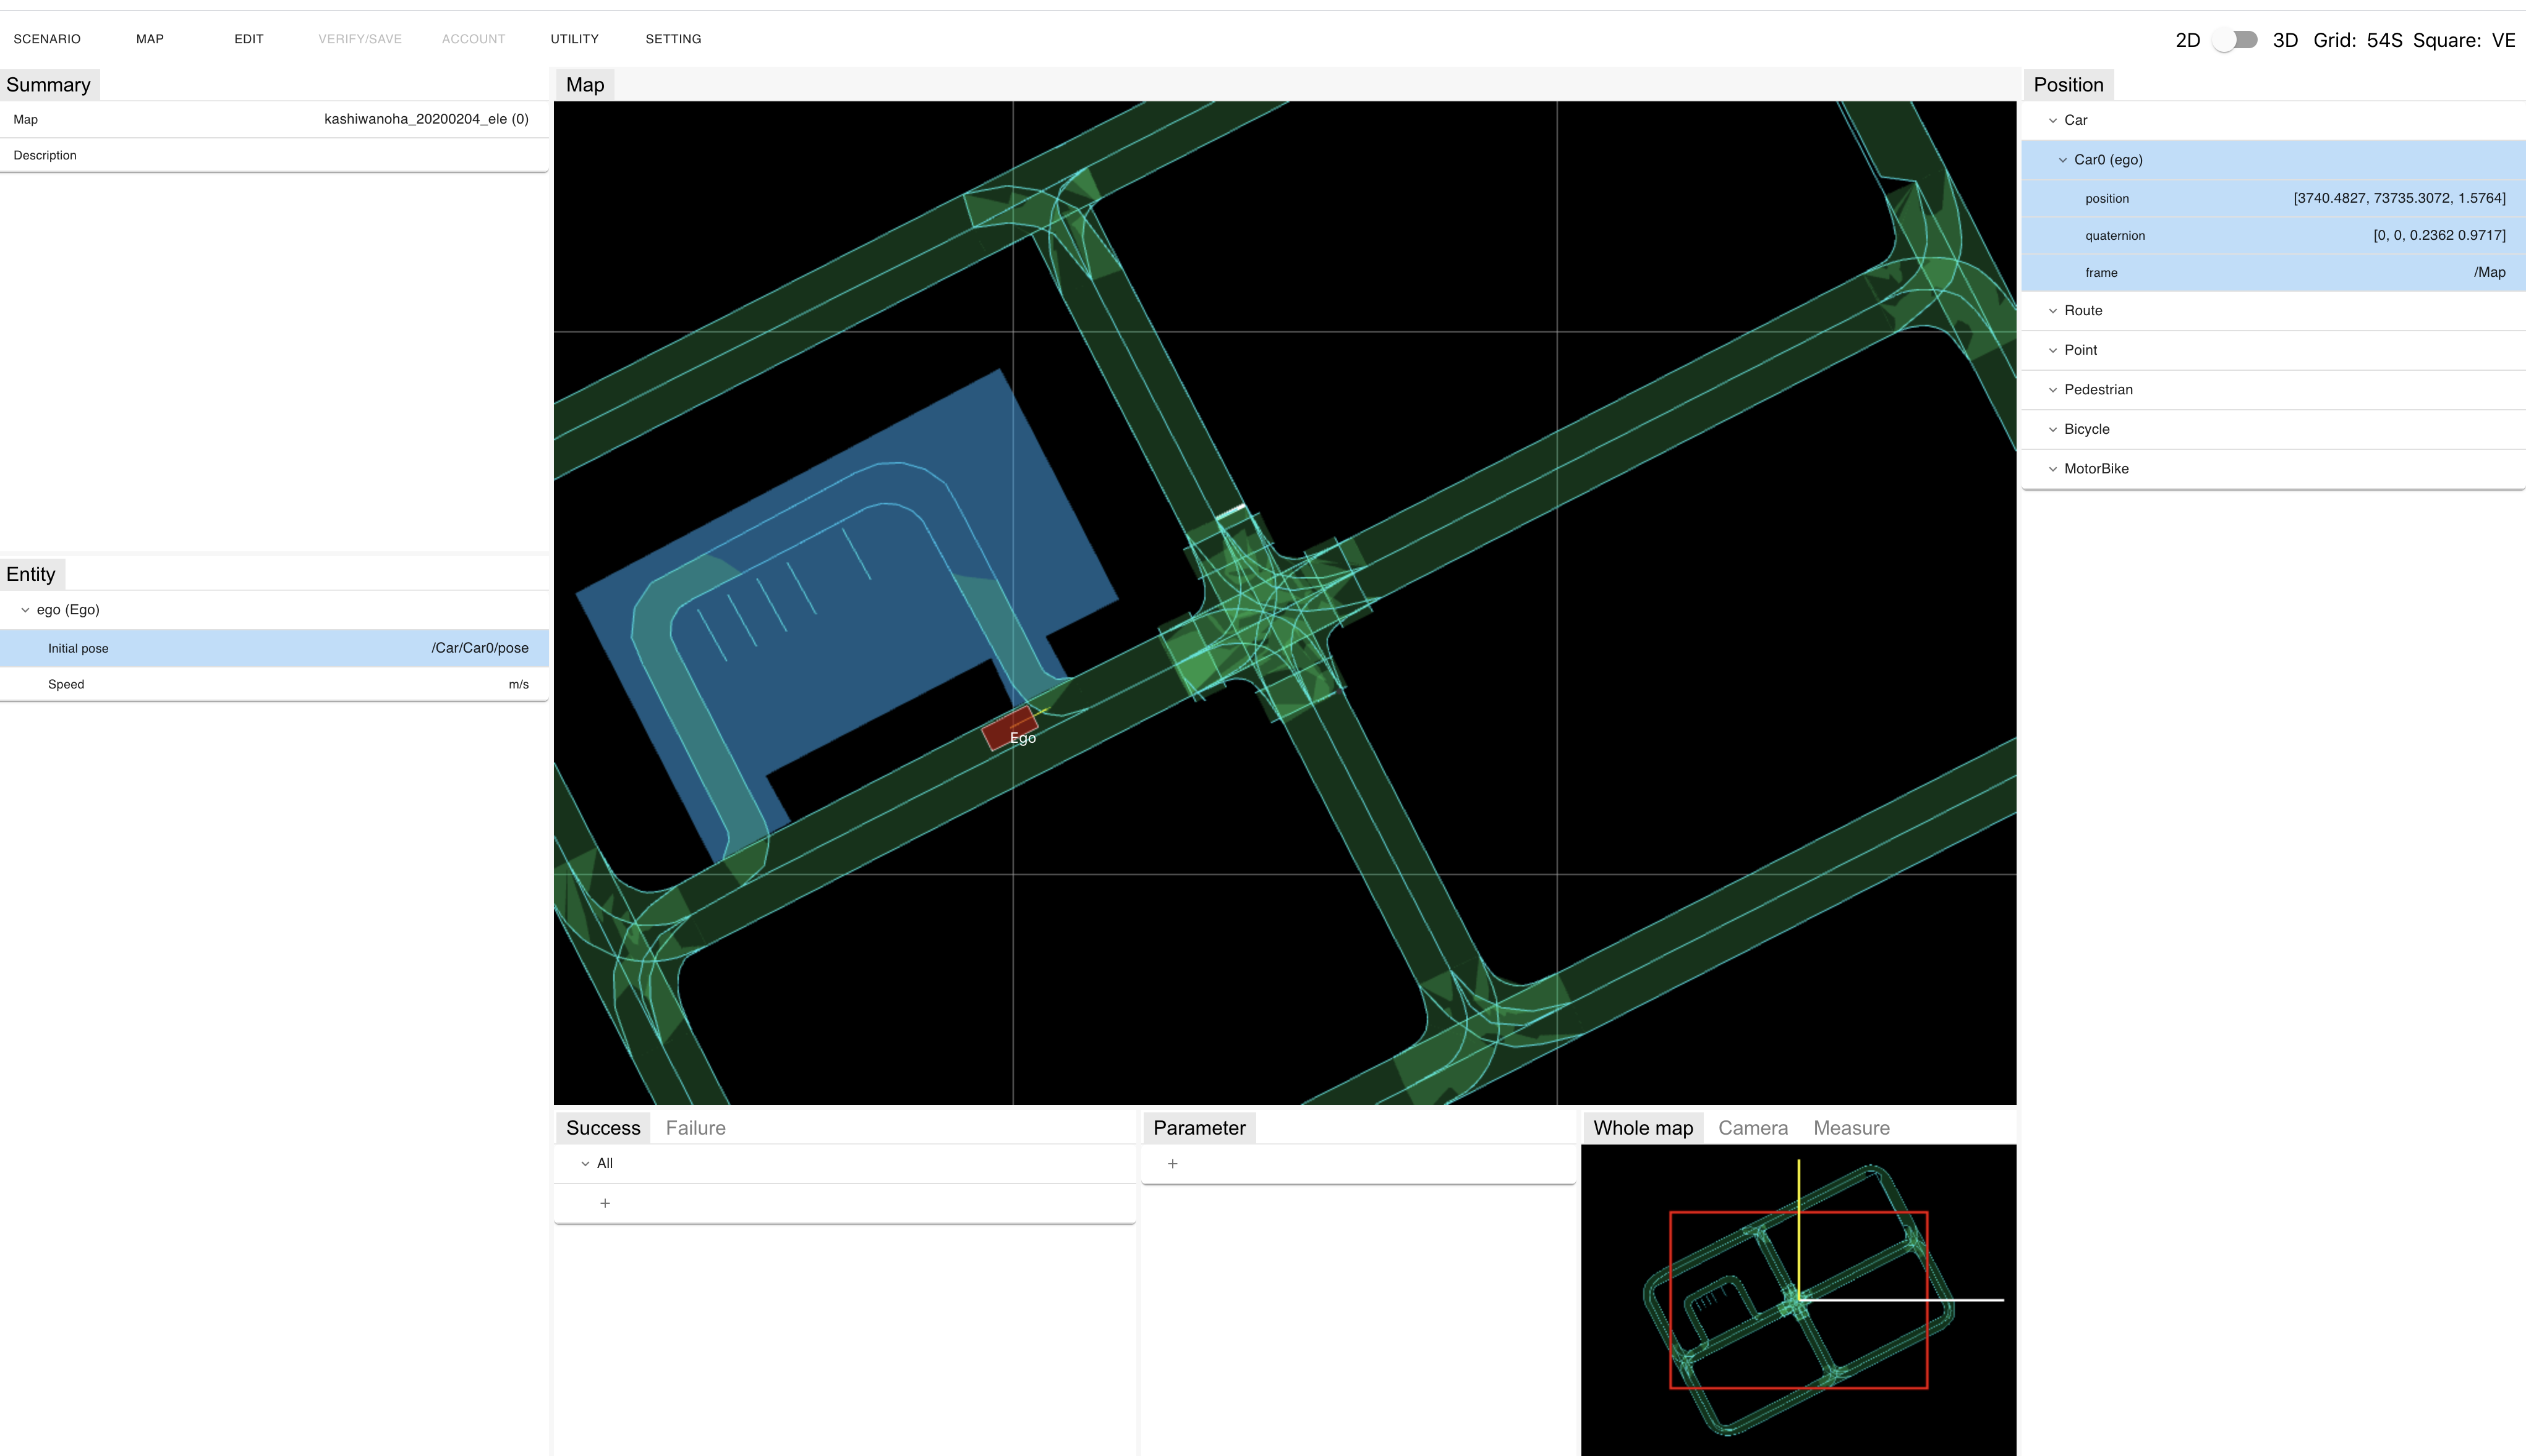 SCENARIO MAP EDIT VERIFY/SAVE ACCOUNT UTILITY SETTING 2D 3D Grid: 54S Square: VE
Summary
Map kashiwanoha_20200204_ele (0)
Description
Entity
ego (Ego)
Initial pose /Car/Car0/pose
Speed m/s
Map
Ego
Success Failure
All
+
Parameter
+
Whole map Camera Measure
Position
Car
Car0 (ego)
position [3740.4827, 73735.3072, 1.5764]
quaternion [0, 0, 0.2362 0.9717]
frame /Map
Route
Point
Pedestrian
Bicycle
MotorBike